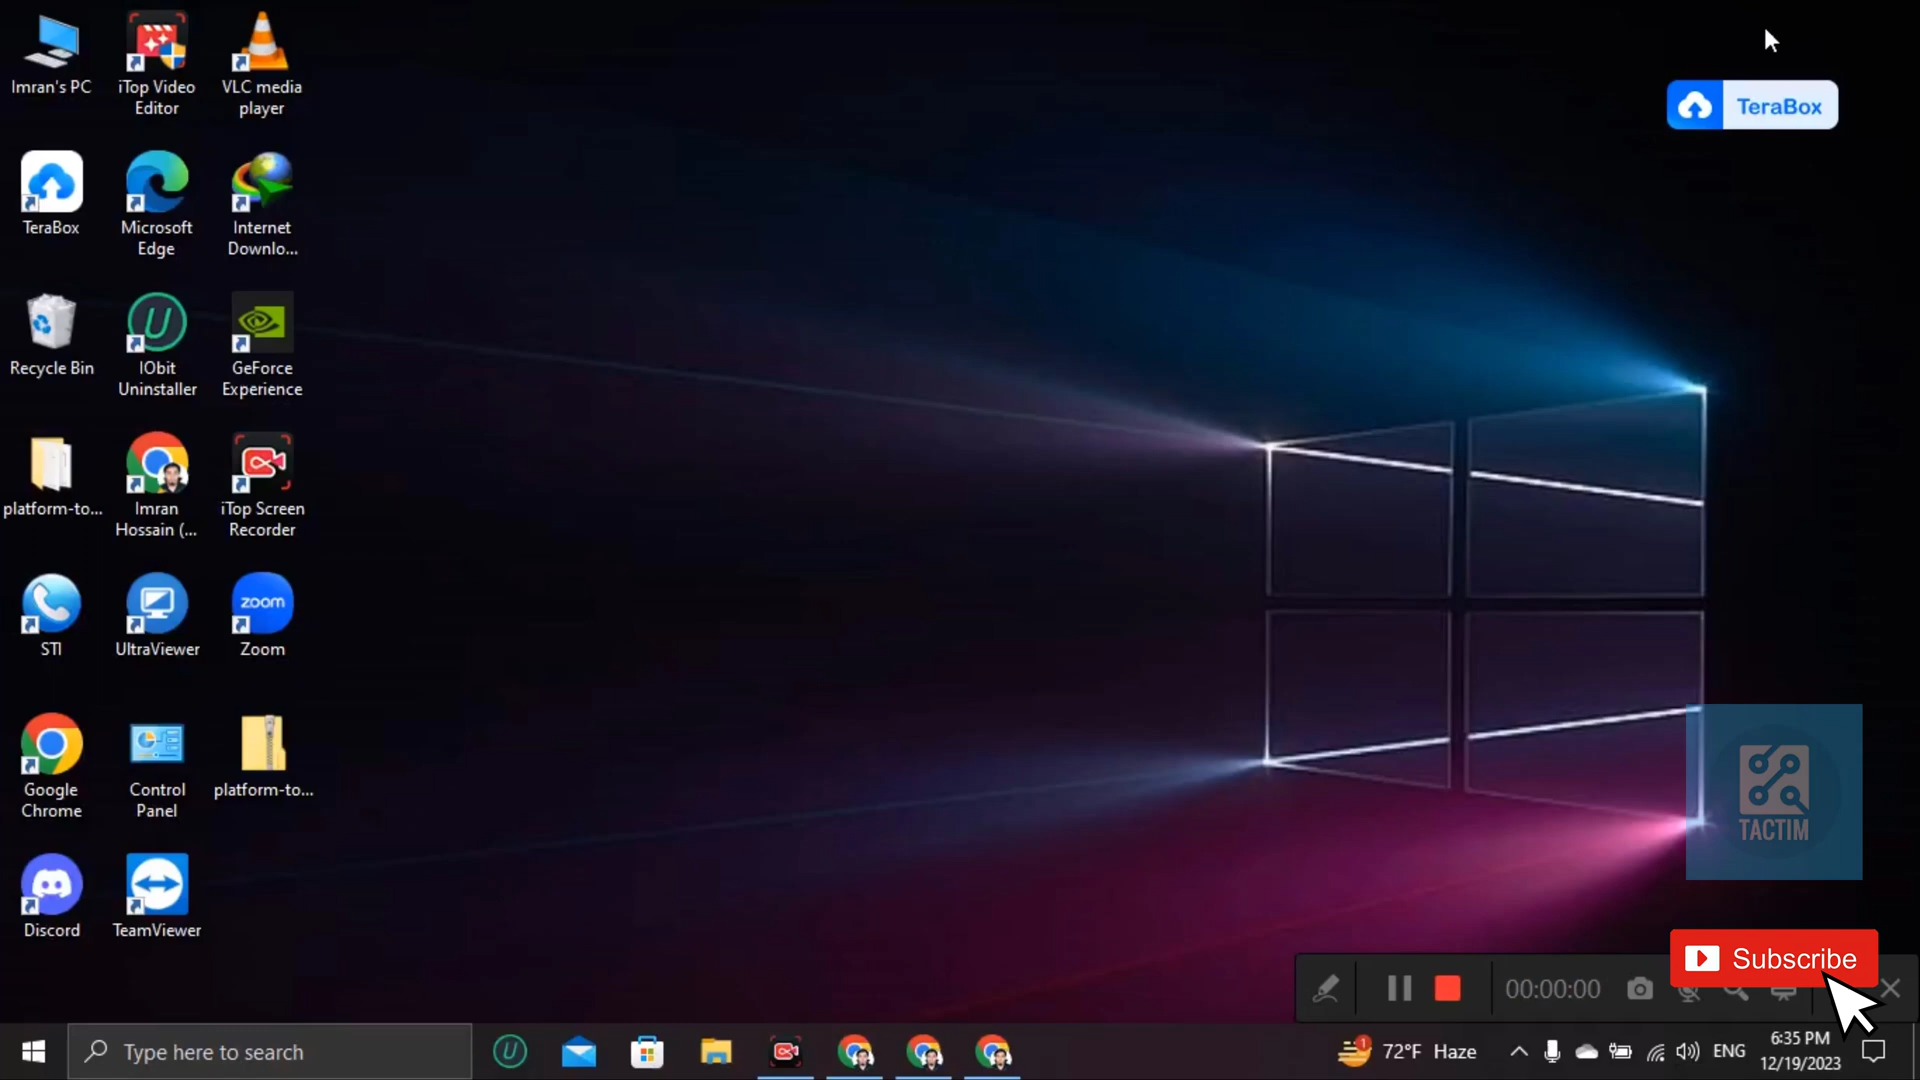 Imran's PC
iTop Video
Editor
VLC media
player
TeraBox
TeraBox
Microsoft
Edge
Internet
Downlo...
Recycle Bin
IObit
Uninstaller
GeForce
Experience
platform-to...
Imran
Hossain (...
iTop Screen
Recorder
STI
UltraViewer
zoom
Zoom
Google
Chrome
Control
Panel
platform-to...
TACTIM
Discord
TeamViewer
Subscribe
00:00:00
Type here to search
1
72°F Haze
ENG
6:35 PM
12/19/2023